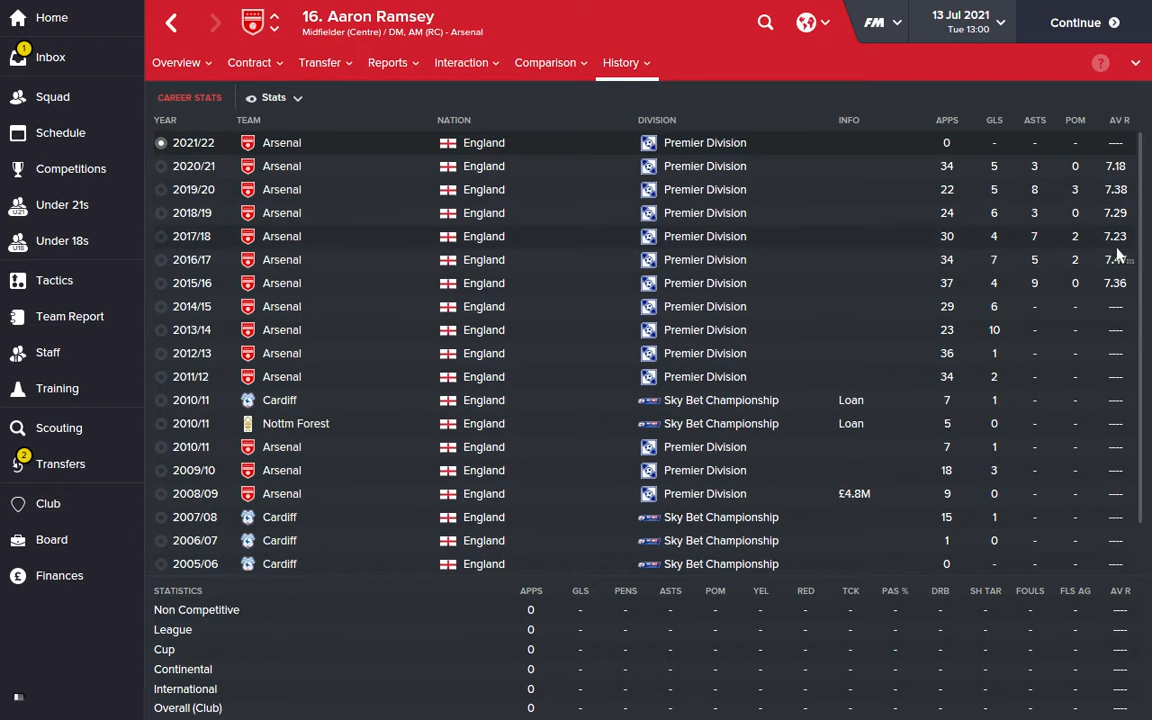 Home
Inbox
1
Squad
Schedule
Competitions
Under 21s
U21
Under 18s
U18
Tactics
Team Report
Staff
Training
Scouting
Transfers
2
Club
Board
Finances
16. Aaron Ramsey
Midfielder (Centre) / DM, AM (RC) - Arsenal
FM
13 Jul 2021
Tue 13:00
Continue
Overview Contract Transfer Reports Interaction Comparison History ?
CAREER STATS Stats
YEAR TEAM NATION DIVISION INFO APPS GLS ASTS POM AV R
2021/22 Arsenal England Premier Division 0 - - - ----
2020/21 Arsenal England Premier Division 34 5 3 0 7.18
2019/20 Arsenal England Premier Division 22 5 8 3 7.38
2018/19 Arsenal England Premier Division 24 6 3 0 7.29
2017/18 Arsenal England Premier Division 30 4 7 2 7.23
2016/17 Arsenal England Premier Division 34 7 5 2
2015/16 Arsenal England Premier Division 37 4 9 0 7.36
2014/15 Arsenal England Premier Division 29 6 - - ----
2013/14 Arsenal England Premier Division 23 10 - - ----
2012/13 Arsenal England Premier Division 36 1 - - ----
2011/12 Arsenal England Premier Division 34 2 - - ----
2010/11 Cardiff England Sky Bet Championship Loan 7 1 - - ----
2010/11 Nottm Forest England Sky Bet Championship Loan 5 0 - - ----
2010/11 Arsenal England Premier Division 7 1 - - ----
2009/10 Arsenal England Premier Division 18 3 - - ----
2008/09 Arsenal England Premier Division £4.8M 9 0 - - ----
2007/08 Cardiff England Sky Bet Championship 15 1 - - ----
2006/07 Cardiff England Sky Bet Championship 1 0 - - ----
2005/06 Cardiff England Sky Bet Championship 0 - - - ----
STATISTICS APPS GLS PENS ASTS POM YEL RED TCK PAS % DRB SH TAR FOULS FLS AG AV R
Non Competitive 0 - - - - - - - - - - - - ----
League 0 - - - - - - - - - - - - ----
Cup 0 - - - - - - - - - - - - ----
Continental 0 - - - - - - - - - - - - ----
International 0 - - - - - - - - - - - - ----
Overall (Club) 0 - - - - - - - - - - - - ----